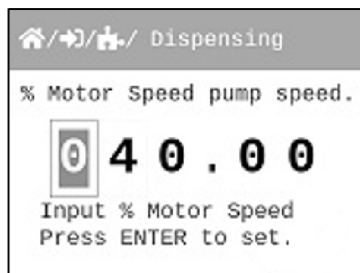 / / / Dispensing
% Motor Speed pump speed.
040.00
Input % Motor Speed
Press ENTER to set.